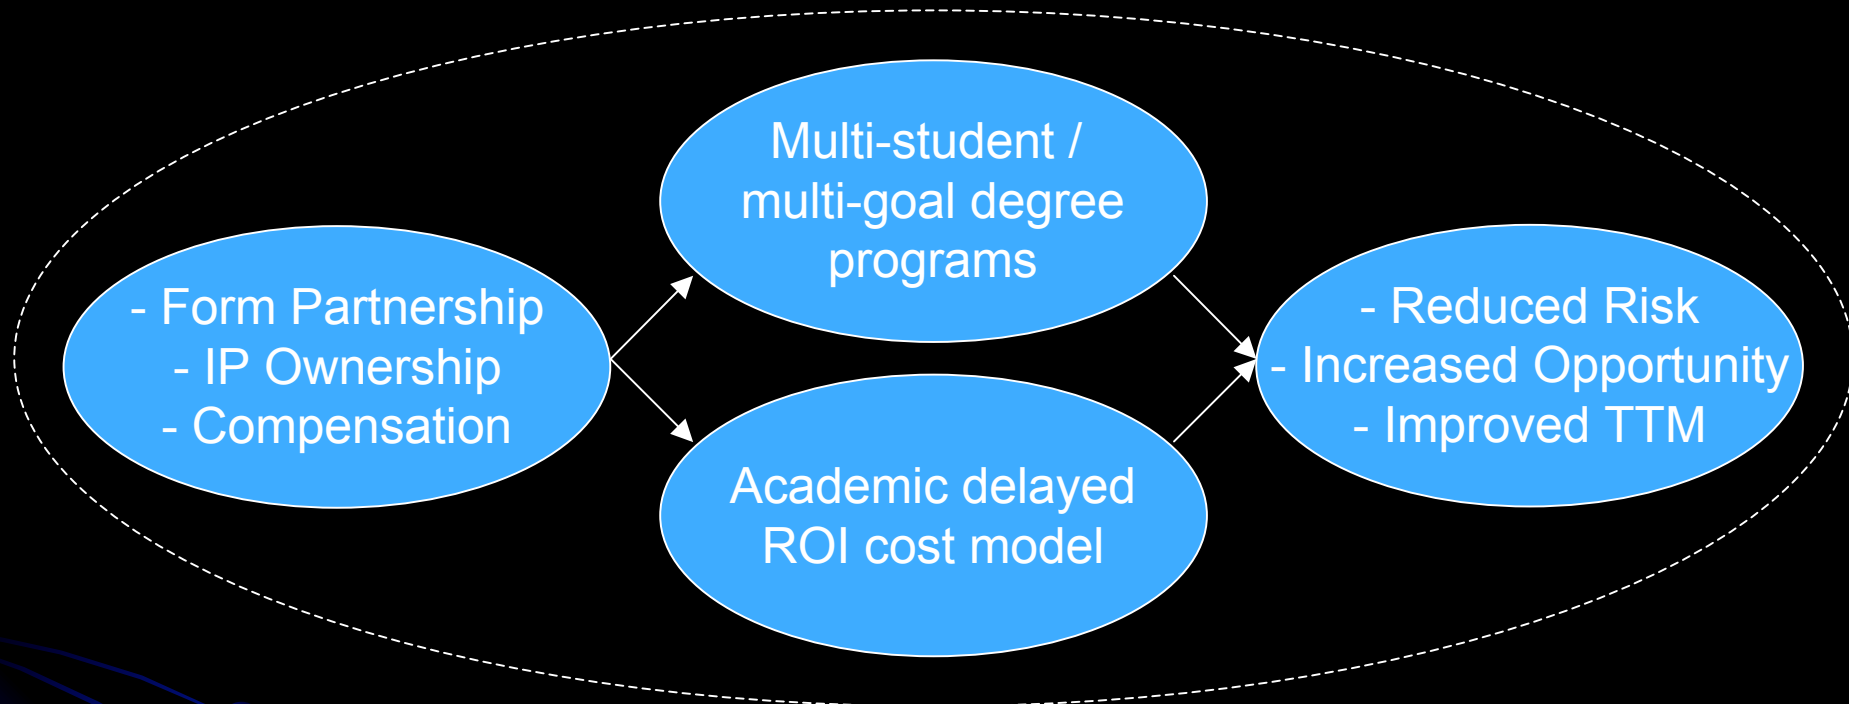 - Form Partnership
- IP Ownership
- Compensation
Multi-student /
multi-goal degree
programs
Academic delayed
ROI cost model
- Reduced Risk
- Increased Opportunity
- Improved TTM